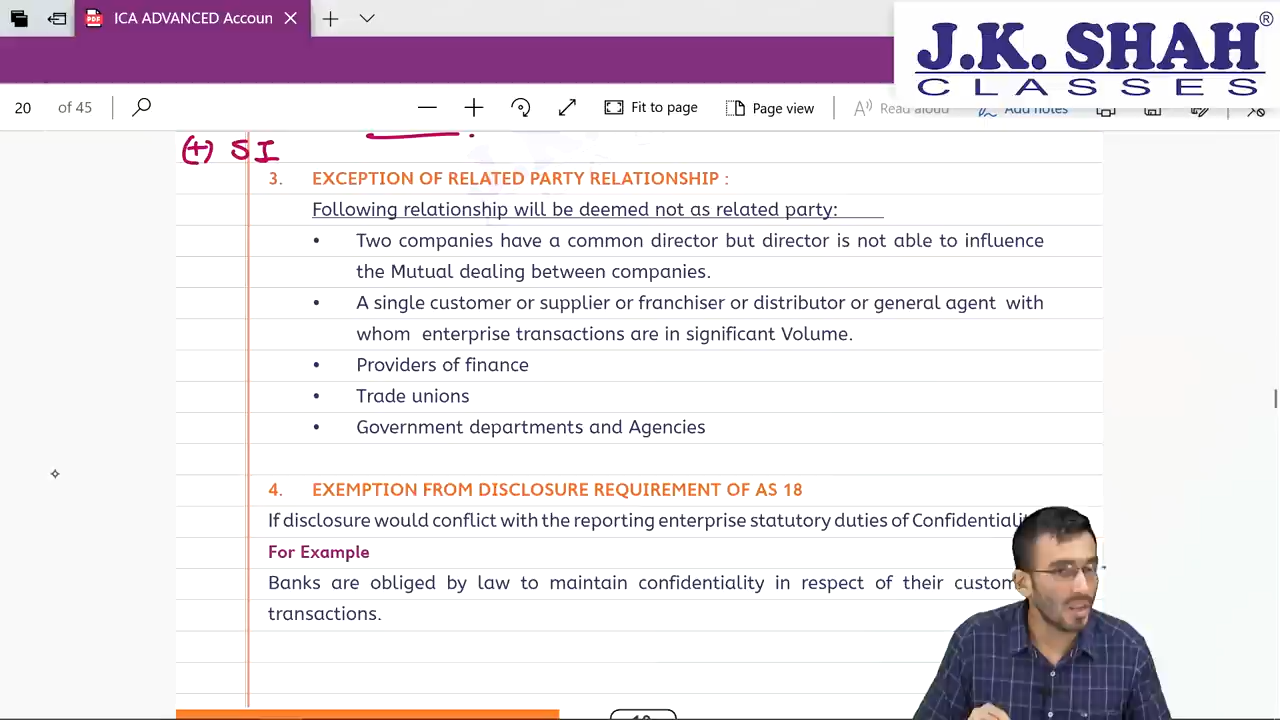 ICA ADVANCED Accoun
J.K. SHAH®
CLASSES
20 of 45
Fit to page
Page view
Read aloud
Add notes
(+) SI
3. EXCEPTION OF RELATED PARTY RELATIONSHIP :
Following relationship will be deemed not as related party:
• Two companies have a common director but director is not able to influence
the Mutual dealing between companies.
• A single customer or supplier or franchiser or distributor or general agent with
whom enterprise transactions are in significant Volume.
• Providers of finance
• Trade unions
• Government departments and Agencies
4. EXEMPTION FROM DISCLOSURE REQUIREMENT OF AS 18
If disclosure would conflict with the reporting enterprise statutory duties of Confidentiali
For Example
Banks are obliged by law to maintain confidentiality in respect of their custom
transactions.